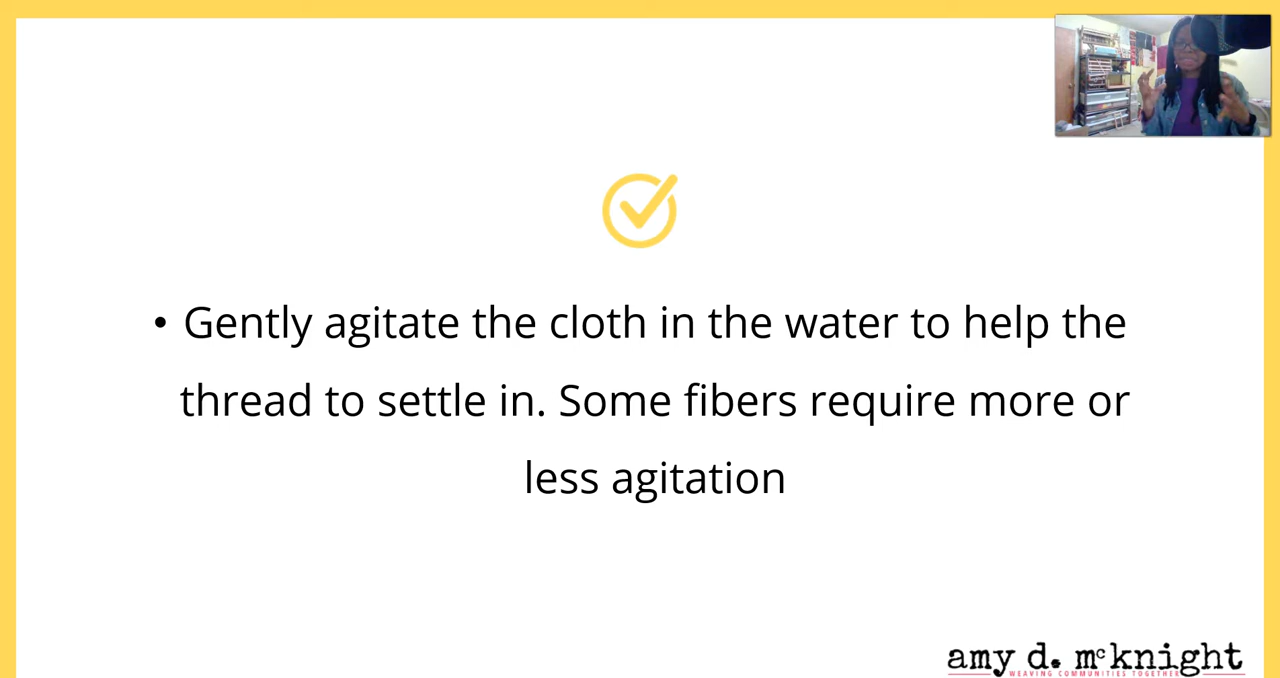 • Gently agitate the cloth in the water to help the
thread to settle in. Some fibers require more or
less agitation
amy d. mcknight
WEAVING COMMUNITIES TOGETHER